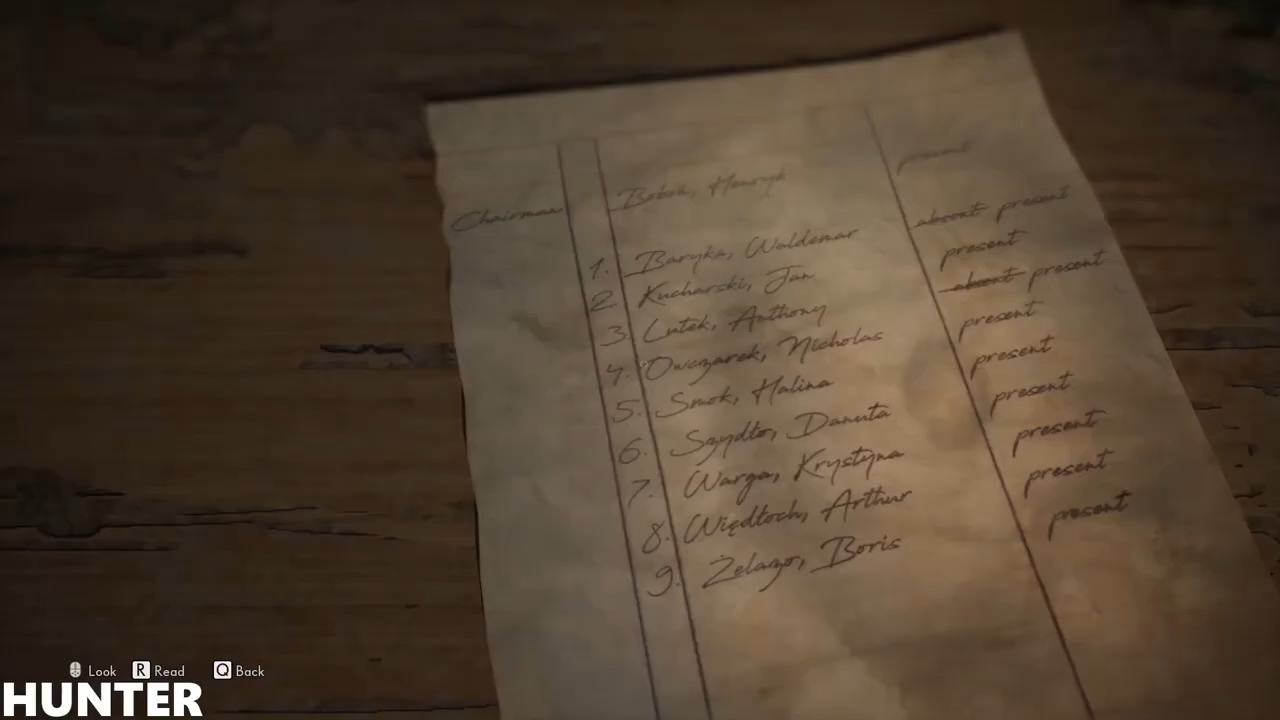 Chairman Henryk present
1. Baryka, Waldemar absent present
2. Kucharski, Jan present
3. Lutek, Anthony absent present
4. Owczarek, Nicholas present
5. Smok, Halina present
6. Szydło, Danuta present
7. Warga, Krystyna present
8. Więdłoch, Arthur present
9. Żelazo, Boris present
Look R Read Q Back
HUNTER